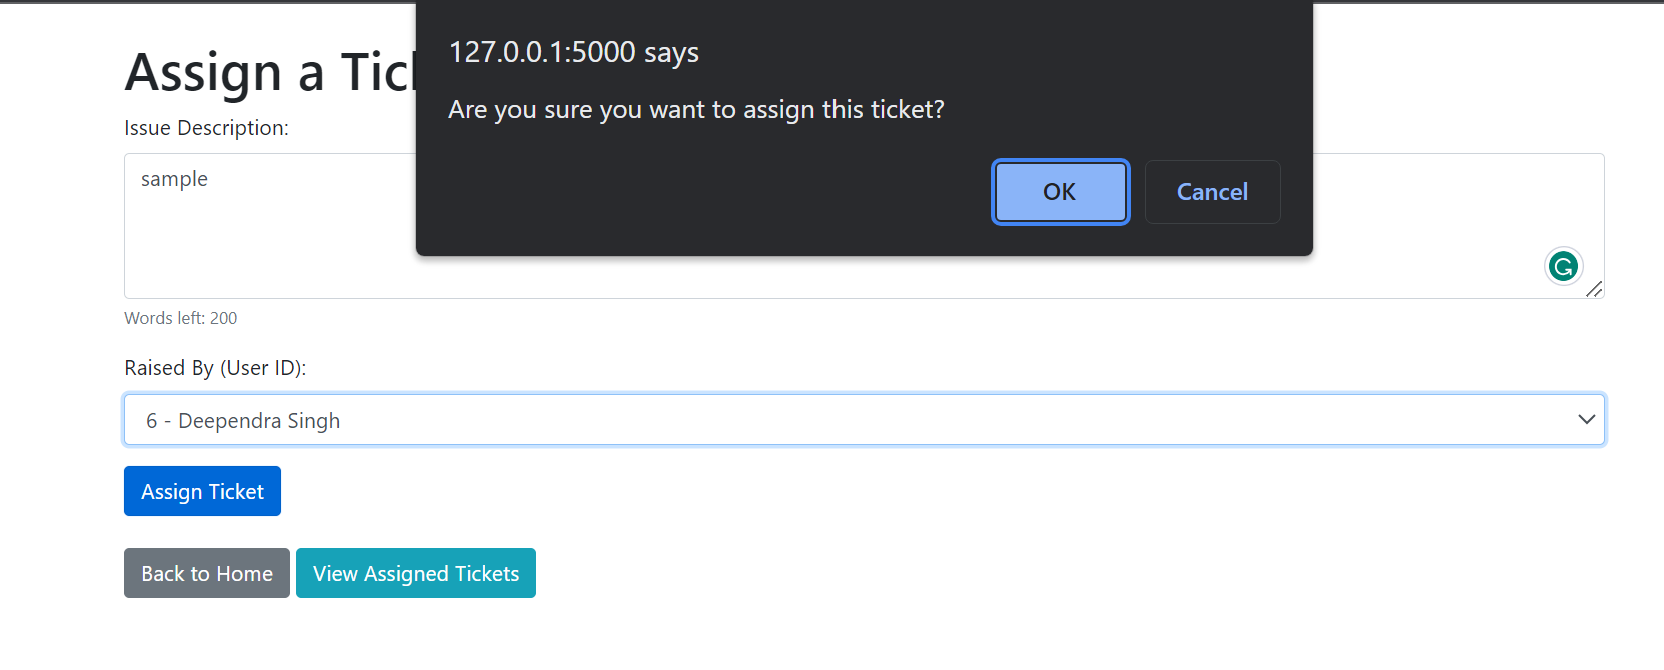 127.0.0.1:5000 says
Are you sure you want to assign this ticket?
OK
Cancel
Assign a
Issue Description:
sample
Words left: 200
Raised By (User ID):
6 - Deependra Singh
Assign Ticket
Back to Home
View Assigned Tickets